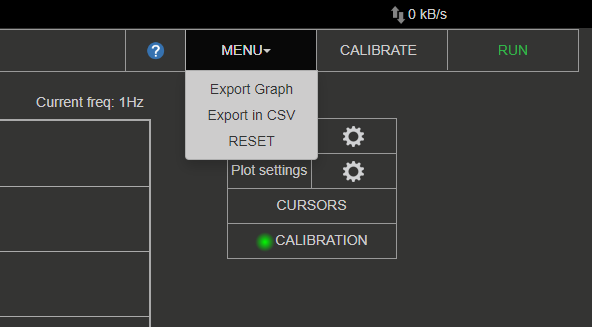 0 kB/s
?
MENU
CALIBRATE
RUN
Export Graph
Export in CSV
RESET
Current freq: 1Hz
Plot settings
CURSORS
CALIBRATION